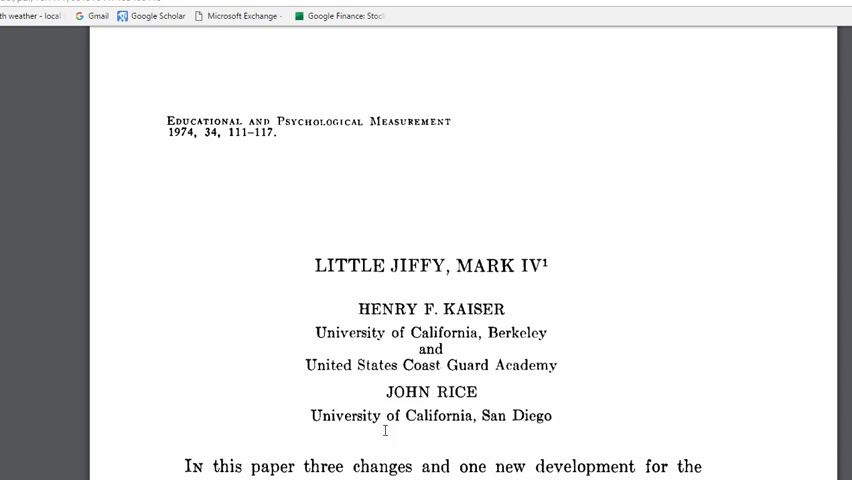 th weather - local
Gmail
Google Scholar
Microsoft Exchange -
Google Finance: Stoc
EDUCATIONAL AND PSYCHOLOGICAL MEASUREMENT
1974, 34, 111–117.
LITTLE JIFFY, MARK IV¹
HENRY F. KAISER
University of California, Berkeley
and
United States Coast Guard Academy
JOHN RICE
University of California, San Diego
IN this paper three changes and one new development for the